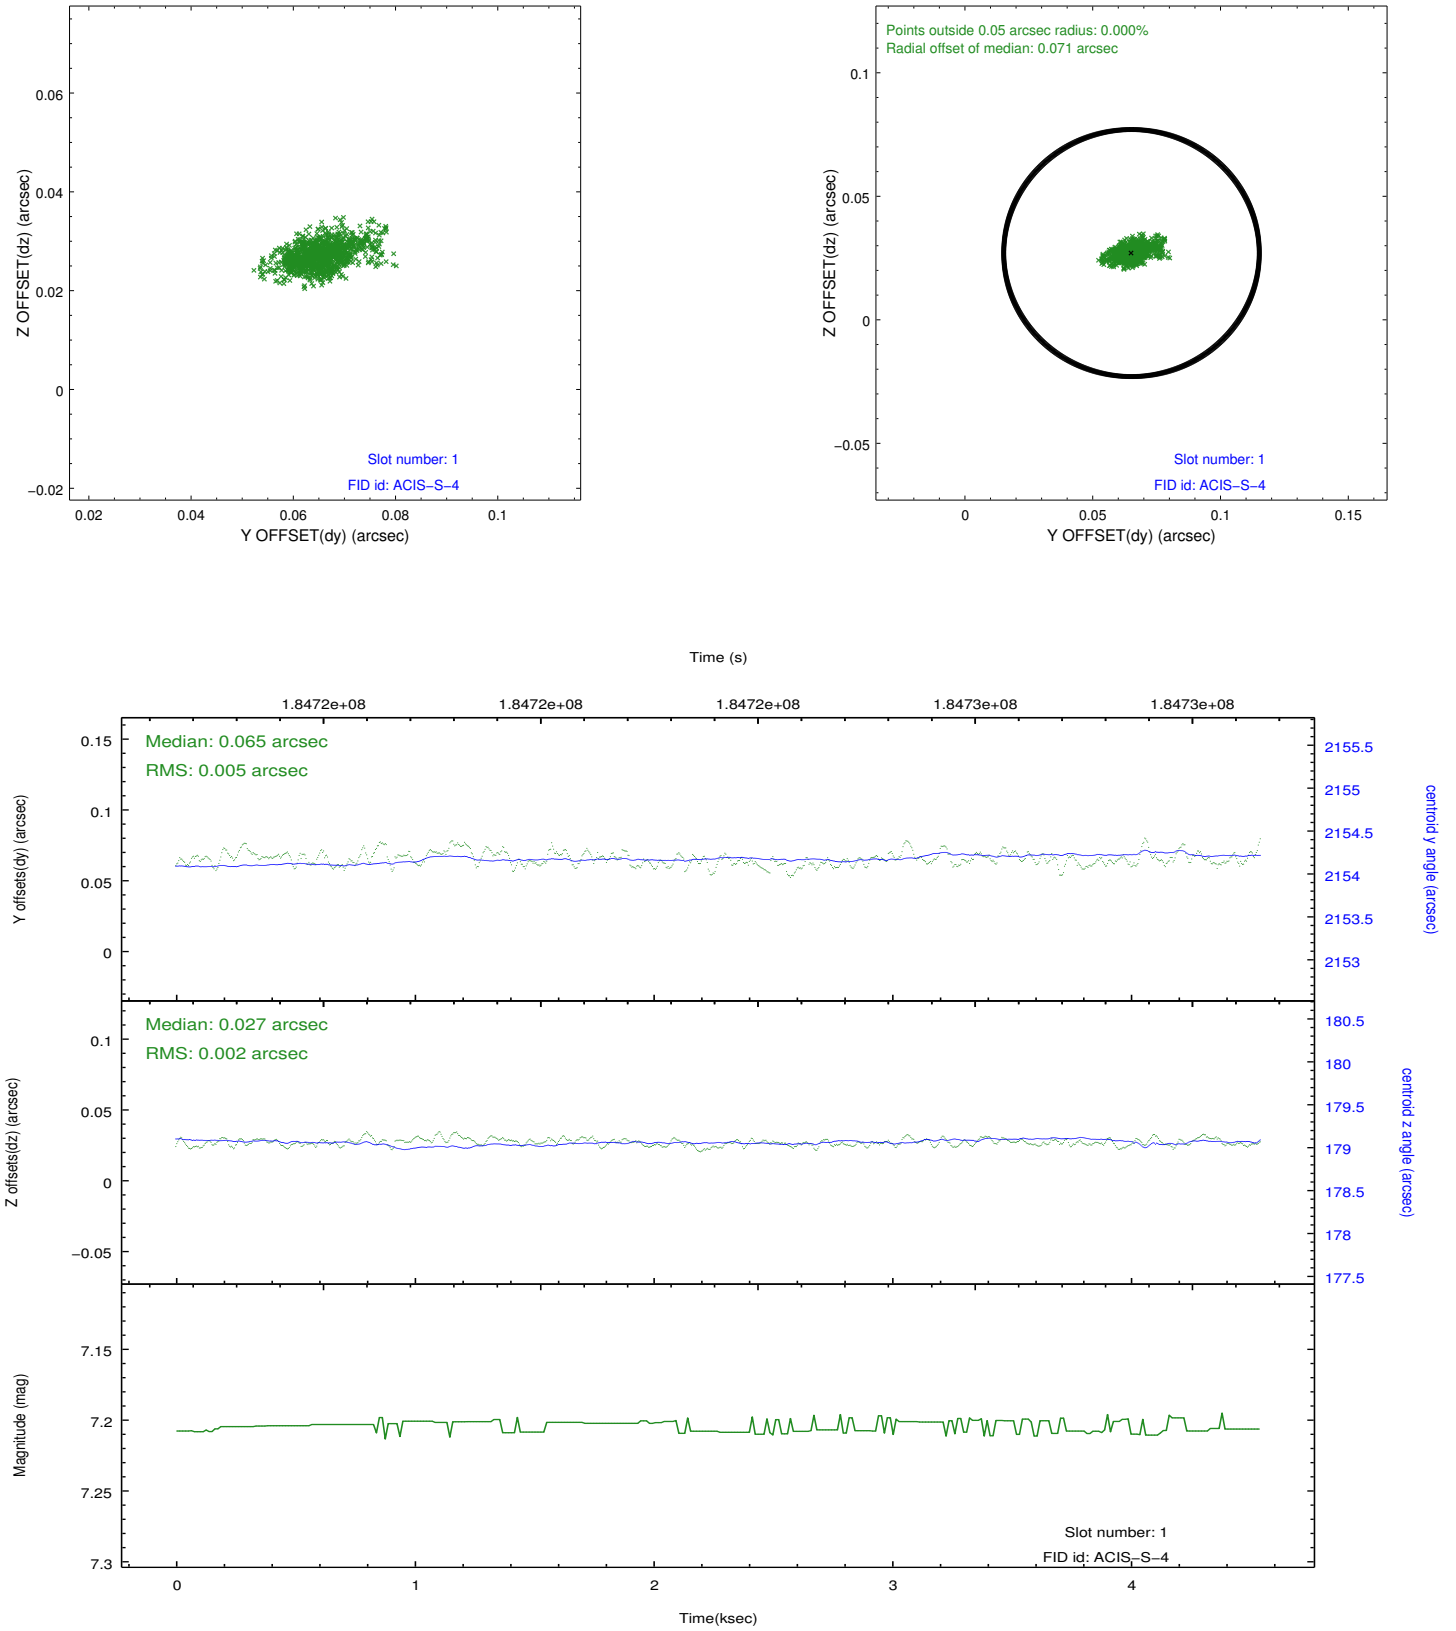 0.06
0.04
0.02
0
−0.02
Z OFFSET(dz) (arcsec)
Slot number: 1
FID id: ACIS−S−4
0.02 0.04 0.06 0.08 0.1
Y OFFSET(dy) (arcsec)
Points outside 0.05 arcsec radius: 0.000%
Radial offset of median: 0.071 arcsec
0.1
0.05
0
−0.05
Z OFFSET(dz) (arcsec)
Slot number: 1
FID id: ACIS−S−4
0 0.05 0.1 0.15
Y OFFSET(dy) (arcsec)
Time (s)
1.8472e+08 1.8472e+08 1.8472e+08 1.8473e+08 1.8473e+08
Median: 0.065 arcsec
RMS: 0.005 arcsec
0.15
0.1
0.05
0
Y offsets(dy) (arcsec)
2155.5
2155
2154.5
2154
2153.5
2153
centroid y angle (arcsec)
Median: 0.027 arcsec
RMS: 0.002 arcsec
0.1
0.05
0
−0.05
Z offsets(dz) (arcsec)
180.5
180
179.5
179
178.5
178
177.5
centroid z angle (arcsec)
7.15
7.2
7.25
7.3
Magnitude (mag)
Slot number: 1
FID id: ACIS−S−4
0 1 2 3 4
Time(ksec)